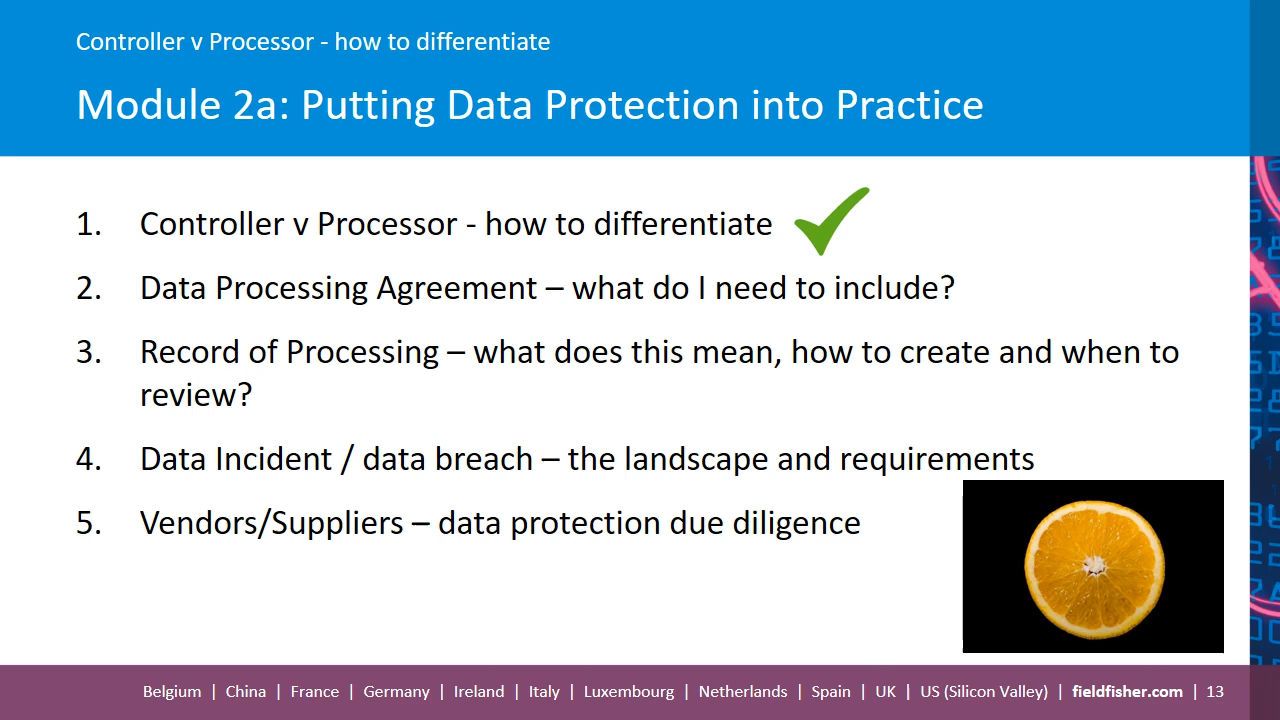 Controller v Processor - how to differentiate
Module 2a: Putting Data Protection into Practice
1. Controller v Processor - how to differentiate
2. Data Processing Agreement – what do I need to include?
3. Record of Processing – what does this mean, how to create and when to
review?
4. Data Incident / data breach – the landscape and requirements
5. Vendors/Suppliers – data protection due diligence
Belgium | China | France | Germany | Ireland | Italy | Luxembourg | Netherlands | Spain | UK | US (Silicon Valley) | fieldfisher.com | 13